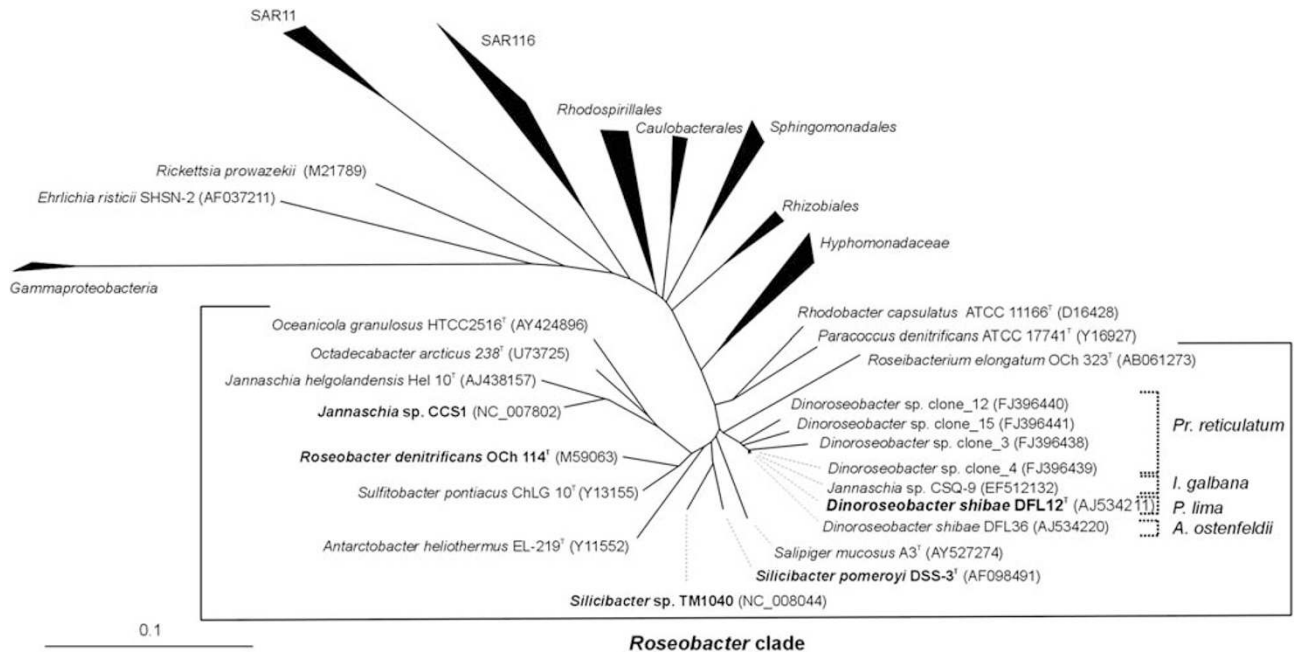 SAR11
SAR116
Rhodospirillales
Caulobacterales
Sphingomonadales
Rickettsia prowazekii (M21789)
Ehrlichia risticii SHSN-2 (AF037211)
Rhizobiales
Hyphomonadaceae
Gammaproteobacteria
Oceanicola granulosus HTCC2516ᵀ (AY424896)
Octadecabacter arcticus 238ᵀ (U73725)
Jannaschia helgolandensis Hel 10ᵀ (AJ438157)
Jannaschia sp. CCS1 (NC_007802)
Roseobacter denitrificans OCh 114ᵀ (M59063)
Sulfitobacter pontiacus ChLG 10ᵀ (Y13155)
Antarctobacter heliothermus EL-219ᵀ (Y11552)
Rhodobacter capsulatus ATCC 11166ᵀ (D16428)
Paracoccus denitrificans ATCC 17741ᵀ (Y16927)
Roseibacterium elongatum OCh 323ᵀ (AB061273)
Dinoroseobacter sp. clone_12 (FJ396440)
Dinoroseobacter sp. clone_15 (FJ396441)
Dinoroseobacter sp. clone_3 (FJ396438)
Dinoroseobacter sp. clone_4 (FJ396439)
Jannaschia sp. CSQ-9 (EF512132)
Dinoroseobacter shibae DFL12ᵀ (AJ534211)
Dinoroseobacter shibae DFL36 (AJ534220)
Pr. reticulatum
I. galbana
P. lima
A. ostenfeldii
Salipiger mucosus A3ᵀ (AY527274)
Silicibacter pomeroyi DSS-3ᵀ (AF098491)
Silicibacter sp. TM1040 (NC_008044)
0.1
Roseobacter clade